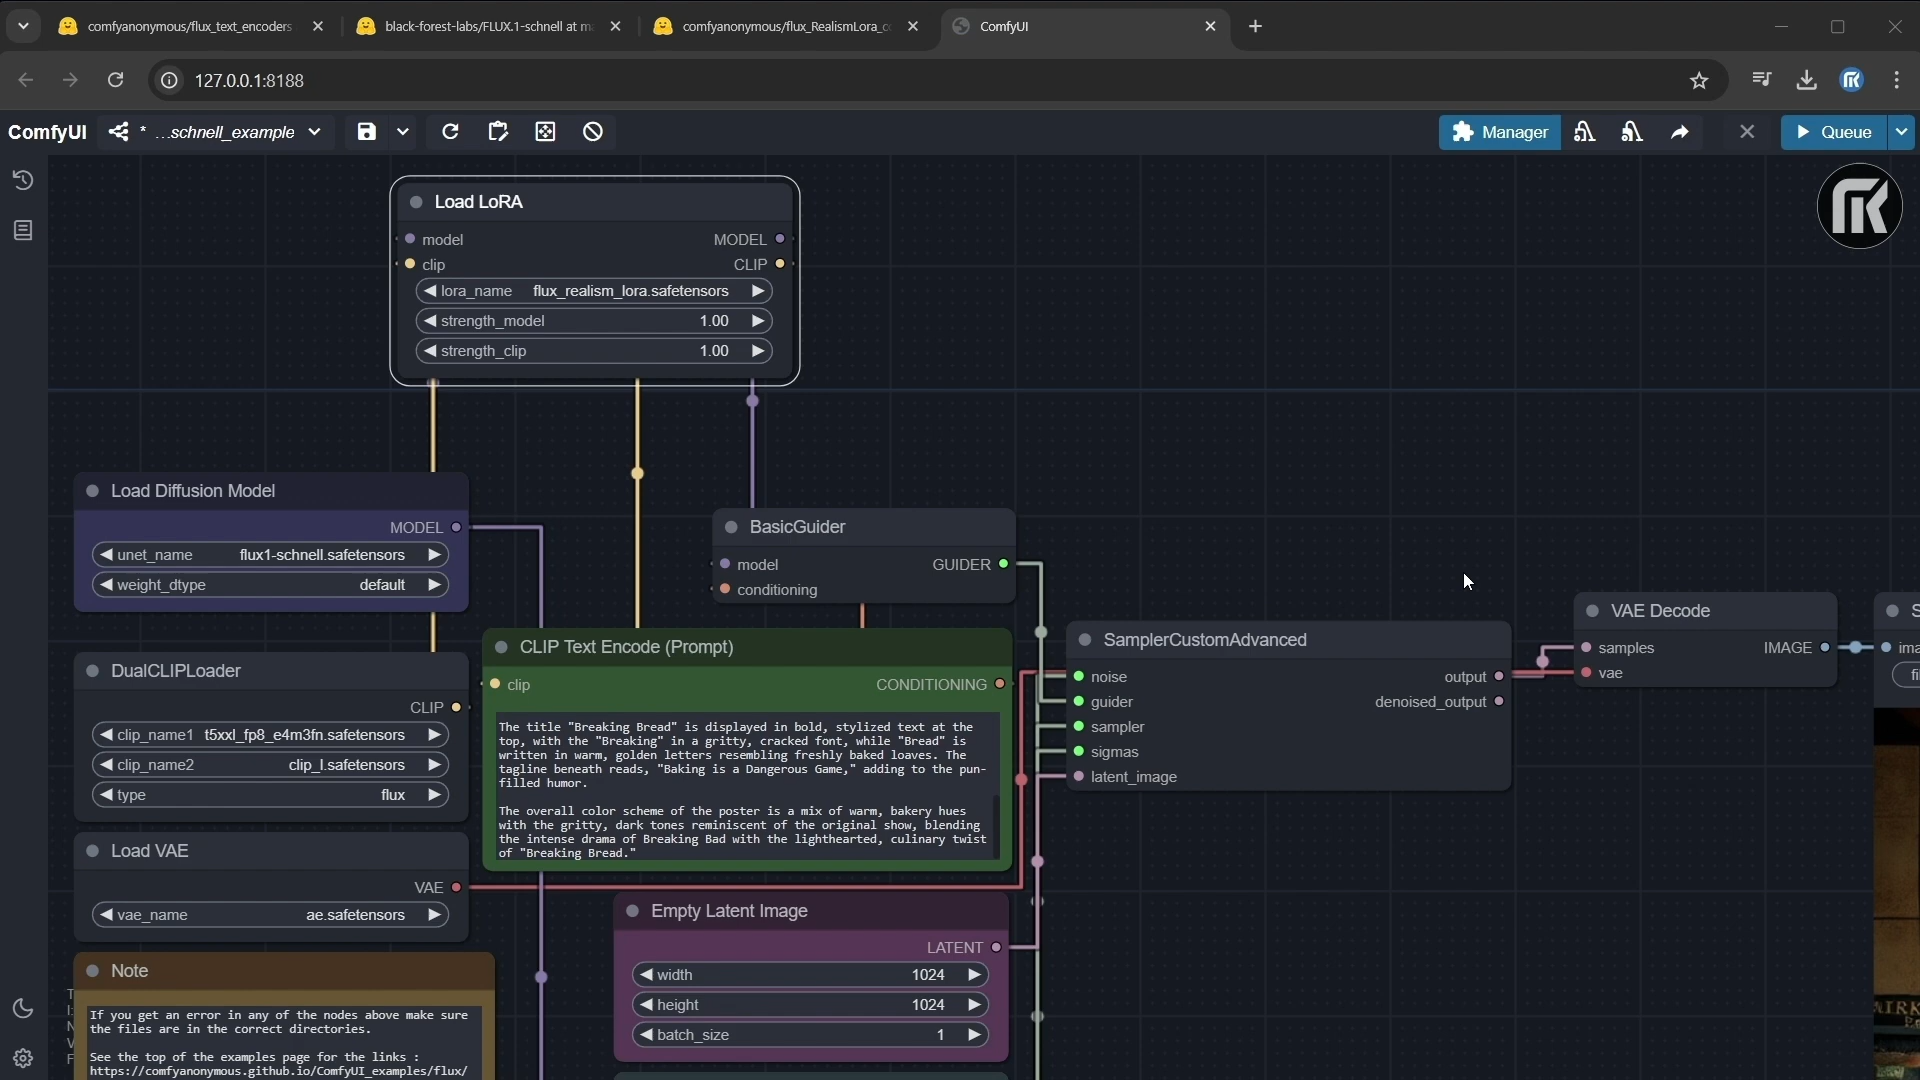 comfyanonymous/flux_text_encoders
black-forest-labs/FLUX.1-schnell at m
comfyanonymous/flux_RealismLora_c
ComfyUI
127.0.0.1:8188
ComfyUI
* ...schnell_example
Manager
Queue
Load LoRA
model MODEL
clip CLIP
lora_name flux_realism_lora.safetensors
strength_model 1.00
strength_clip 1.00
Load Diffusion Model
MODEL
unet_name flux1-schnell.safetensors
weight_dtype default
BasicGuider
model GUIDER
conditioning
DualCLIPLoader
CLIP
clip_name1 t5xxl_fp8_e4m3fn.safetensors
clip_name2 clip_l.safetensors
type flux
CLIP Text Encode (Prompt)
clip CONDITIONING
The title "Breaking Bread" is displayed in bold, stylized text at the
top, with the "Breaking" in a gritty, cracked font, while "Bread" is
written in warm, golden letters resembling freshly baked loaves. The
tagline beneath reads, "Baking is a Dangerous Game," adding to the pun-
filled humor.
The overall color scheme of the poster is a mix of warm, bakery hues
with the gritty, dark tones reminiscent of the original show, blending
the intense drama of Breaking Bad with the lighthearted, culinary twist
of "Breaking Bread."
SamplerCustomAdvanced
noise output
guider denoised_output
sampler
sigmas
latent_image
VAE Decode
samples IMAGE
vae
S
ima
fil
Load VAE
VAE
vae_name ae.safetensors
Empty Latent Image
LATENT
width 1024
height 1024
batch_size 1
Note
If you get an error in any of the nodes above make sure
the files are in the correct directories.
See the top of the examples page for the links :
https://comfyanonymous.github.io/ComfyUI_examples/flux/